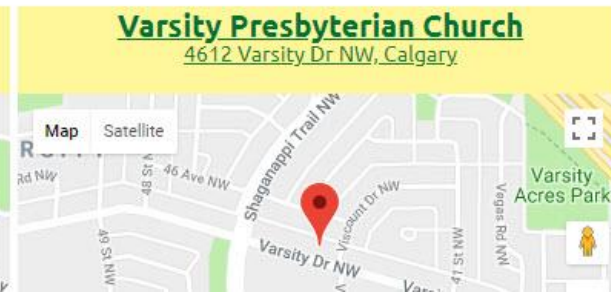 Varsity Presbyterian Church
4612 Varsity Dr NW, Calgary
Map Satellite
Shaganappi Trail NW
Rd NW
48 St NW
46 Ave NW
Viscount Dr NW
Vegas Rd NW
Varsity
Acres Park
49 St NW
Varsity Dr NW
41 St NW